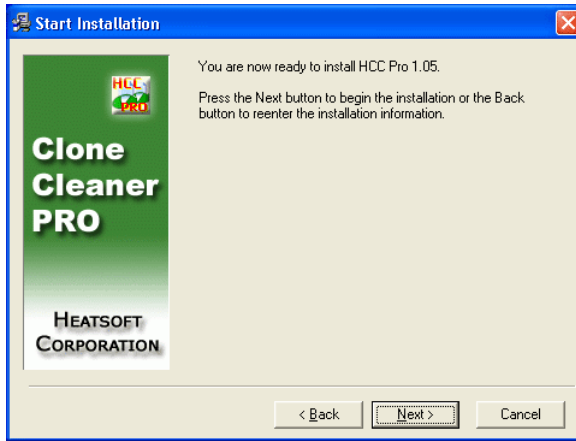 Start Installation
HCC
PRO
Clone
Cleaner
PRO
HEATSOFT
CORPORATION
You are now ready to install HCC Pro 1.05.
Press the Next button to begin the installation or the Back
button to reenter the installation information.
< Back
Next >
Cancel